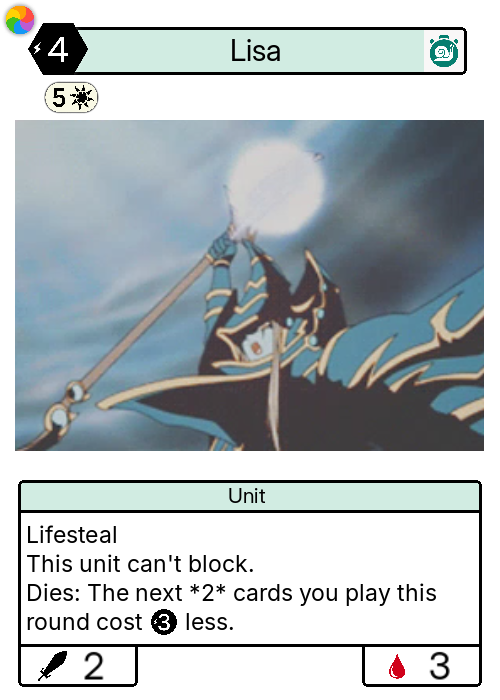 4
Lisa
5
Unit
Lifesteal
This unit can't block.
Dies: The next *2* cards you play this
round cost 3 less.
2
3